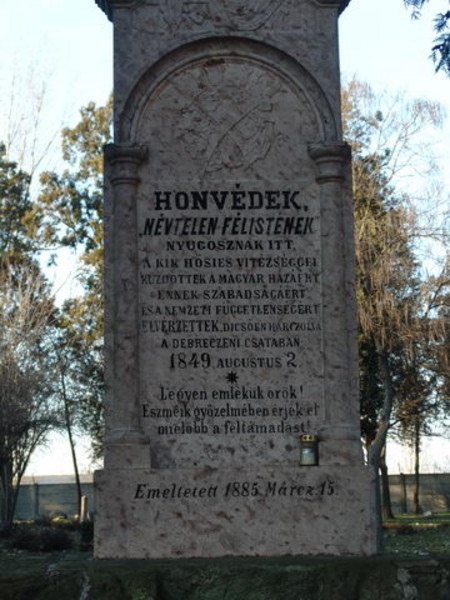 HONVÉDEK,
„NÉVTELEN FÉLISTENEK"
NYUGOSZNAK ITT,
A KIK HŐSIES VITÉZSÉGGEL
KÜZDÖTTEK A MAGYAR HAZÁÉRT,
ENNEK SZABADSÁGÁÉRT
ÉS A NEMZETI FÜGGETLENSÉGÉRT
ELVÉRZETTEK, DICSŐEN HARCZOLVA
A DEBRECZENI CSATÁBAN
1849. AUGUSTUS 2.
Legyen emlékük örök!
Eszméik győzelmében érjék el
mielőbb a feltámadást!
Emeltetett 1885 Márcz 15.